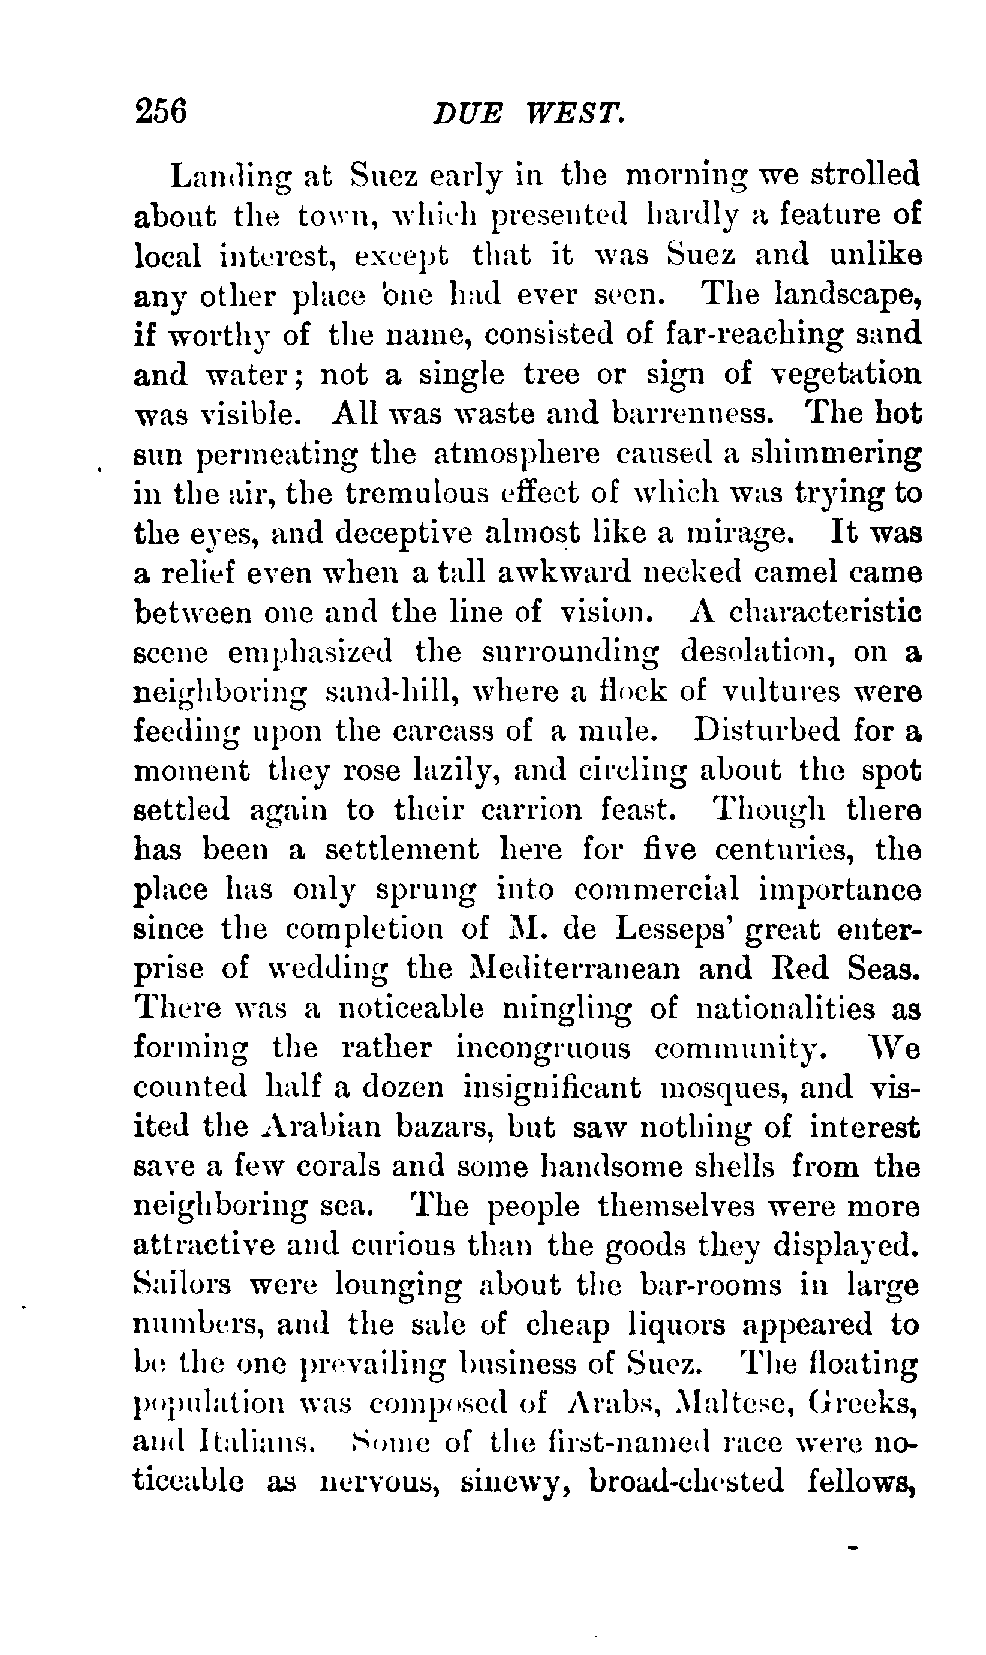 256 DUE WEST.
Landing at Suez early in the morning we strolled
about the town, which presented hardly a feature of
local interest, except that it was Suez and unlike
any other place one had ever seen. The landscape,
if worthy of the name, consisted of far-reaching sand
and water; not a single tree or sign of vegetation
was visible. All was waste and barrenness. The hot
sun permeating the atmosphere caused a shimmering
in the air, the tremulous effect of which was trying to
the eyes, and deceptive almost like a mirage. It was
a relief even when a tall awkward necked camel came
between one and the line of vision. A characteristic
scene emphasized the surrounding desolation, on a
neighboring sand-hill, where a flock of vultures were
feeding upon the carcass of a mule. Disturbed for a
moment they rose lazily, and circling about the spot
settled again to their carrion feast. Though there
has been a settlement here for five centuries, the
place has only sprung into commercial importance
since the completion of M. de Lesseps' great enter-
prise of wedding the Mediterranean and Red Seas.
There was a noticeable mingling of nationalities as
forming the rather incongruous community. We
counted half a dozen insignificant mosques, and vis-
ited the Arabian bazars, but saw nothing of interest
save a few corals and some handsome shells from the
neighboring sea. The people themselves were more
attractive and curious than the goods they displayed.
Sailors were lounging about the bar-rooms in large
numbers, and the sale of cheap liquors appeared to
be the one prevailing business of Suez. The floating
population was composed of Arabs, Maltese, Greeks,
and Italians. Some of the first-named race were no-
ticeable as nervous, sinewy, broad-chested fellows,